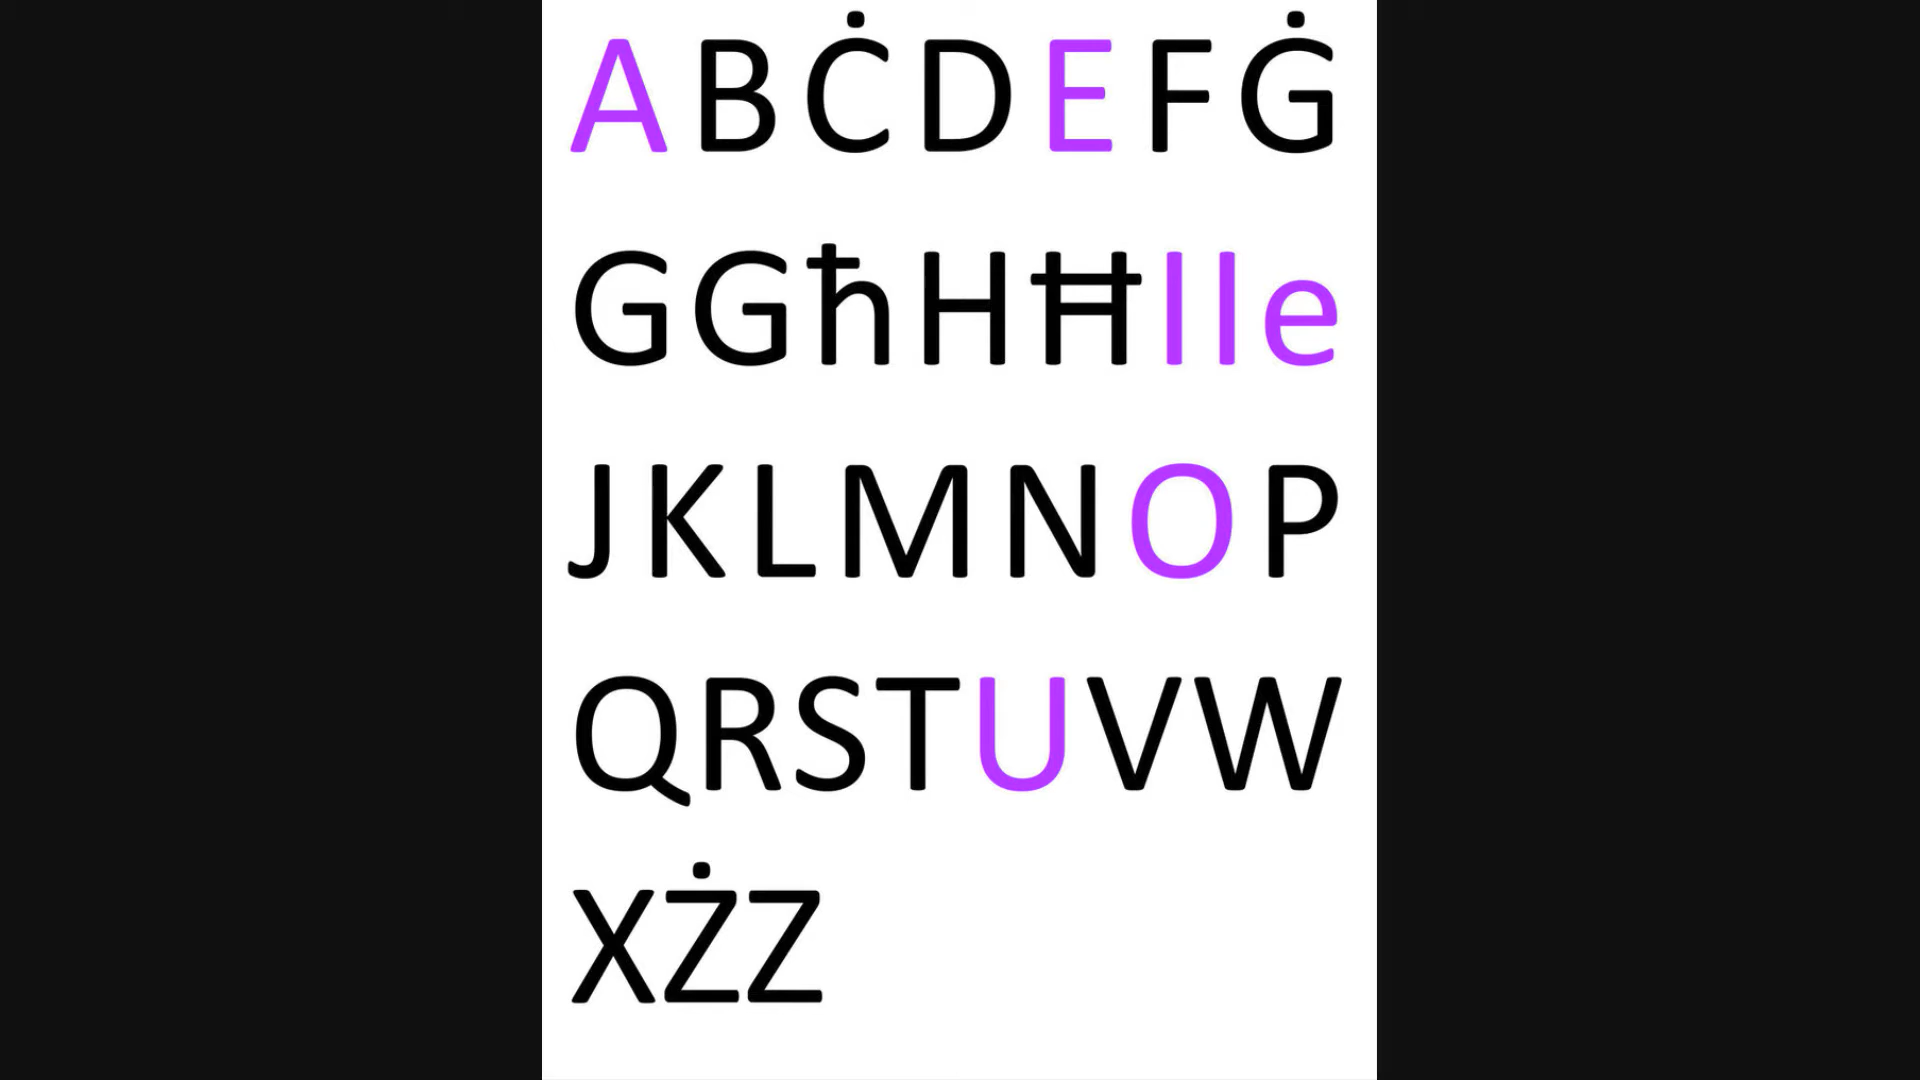 A B Ċ D E F Ġ
G Għ H Ħ I Ie
J K L M N O P
Q R S T U V W
X Ż Z